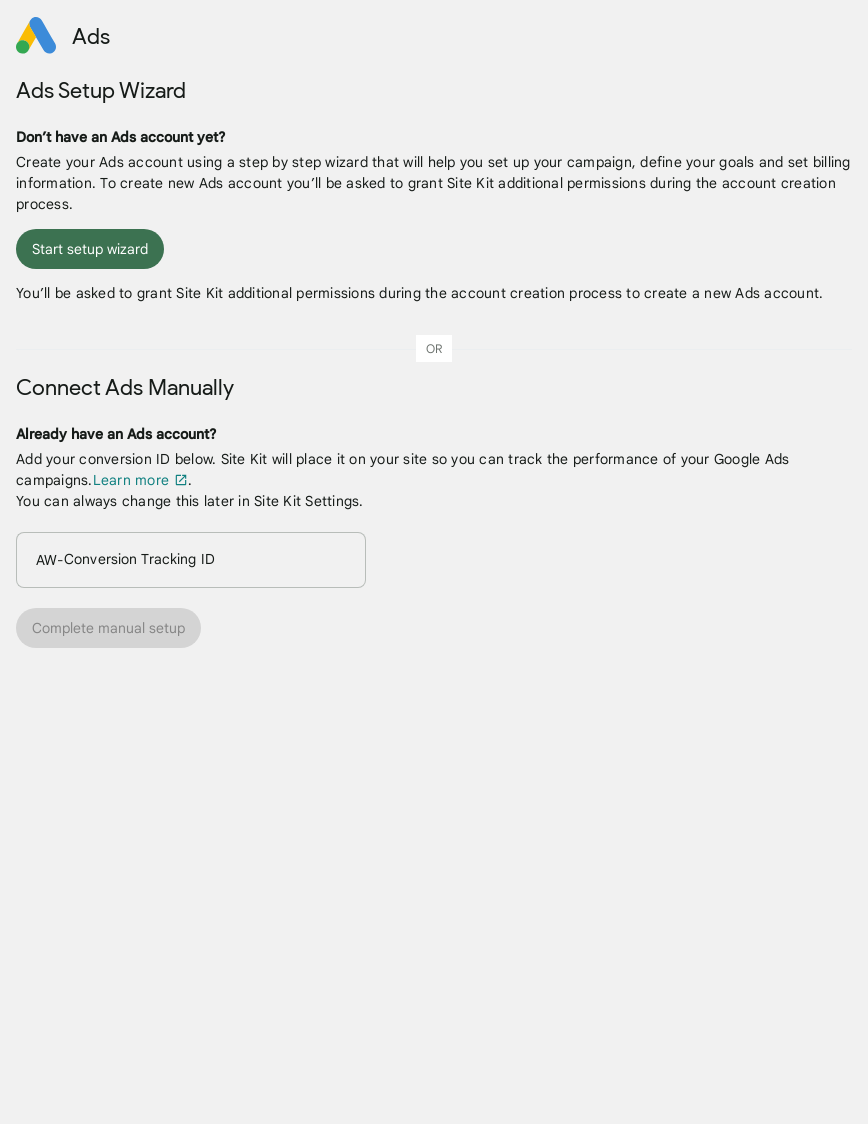 Ads
Ads Setup Wizard
Don’t have an Ads account yet?
Create your Ads account using a step by step wizard that will help you set up your campaign, define your goals and set billing
information. To create new Ads account you’ll be asked to grant Site Kit additional permissions during the account creation
process.
Start setup wizard
You’ll be asked to grant Site Kit additional permissions during the account creation process to create a new Ads account.
OR
Connect Ads Manually
Already have an Ads account?
Add your conversion ID below. Site Kit will place it on your site so you can track the performance of your Google Ads
campaigns.Learn more .
You can always change this later in Site Kit Settings.
AW-Conversion Tracking ID
Complete manual setup